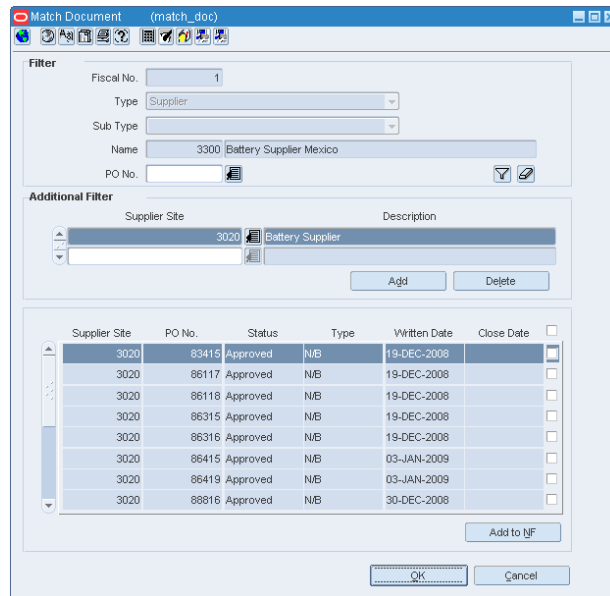 Match Document (match_doc)
Filter
Fiscal No. 1
Type Supplier
Sub Type
Name 3300 Battery Supplier Mexico
PO No.
Additional Filter
Supplier Site Description
3020 Battery Supplier
Add Delete
Supplier Site PO No. Status Type Written Date Close Date
3020 83415 Approved N/B 19-DEC-2008
3020 86117 Approved N/B 19-DEC-2008
3020 86118 Approved N/B 19-DEC-2008
3020 86315 Approved N/B 19-DEC-2008
3020 86316 Approved N/B 19-DEC-2008
3020 86415 Approved N/B 03-JAN-2009
3020 86419 Approved N/B 03-JAN-2009
3020 88816 Approved N/B 30-DEC-2008
Add to NF
OK Cancel